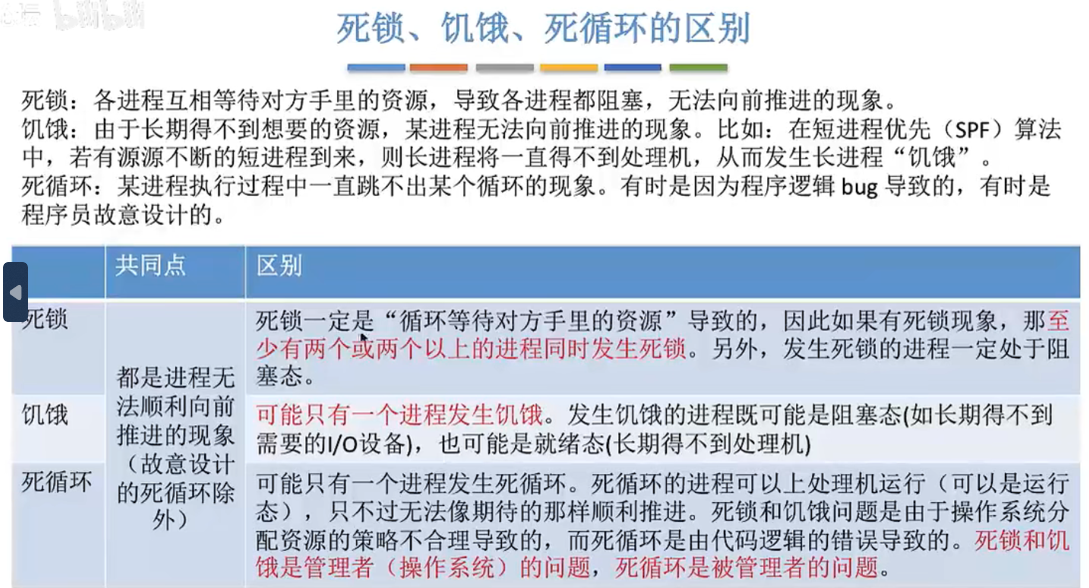 bilibili
死锁、饥饿、死循环的区别
死锁：各进程互相等待对方手里的资源，导致各进程都阻塞，无法向前推进的现象。
饥饿：由于长期得不到想要的资源，某进程无法向前推进的现象。比如：在短进程优先（SPF）算法
中，若有源源不断的短进程到来，则长进程将一直得不到处理机，从而发生长进程“饥饿”。
死循环：某进程执行过程中一直跳不出某个循环的现象。有时是因为程序逻辑 bug 导致的，有时是
程序员故意设计的。
共同点
区别
死锁
都是进程无
法顺利向前
推进的现象
（故意设计
的死循环除
外）
死锁一定是“循环等待对方手里的资源”导致的，因此如果有死锁现象，那至
少有两个或两个以上的进程同时发生死锁。另外，发生死锁的进程一定处于阻
塞态。
饥饿
可能只有一个进程发生饥饿。发生饥饿的进程既可能是阻塞态(如长期得不到
需要的I/O设备)，也可能是就绪态(长期得不到处理机)
死循环
可能只有一个进程发生死循环。死循环的进程可以上处理机运行（可以是运行
态），只不过无法像期待的那样顺利推进。死锁和饥饿问题是由于操作系统分
配资源的策略不合理导致的，而死循环是由代码逻辑的错误导致的。死锁和饥
饿是管理者（操作系统）的问题，死循环是被管理者的问题。